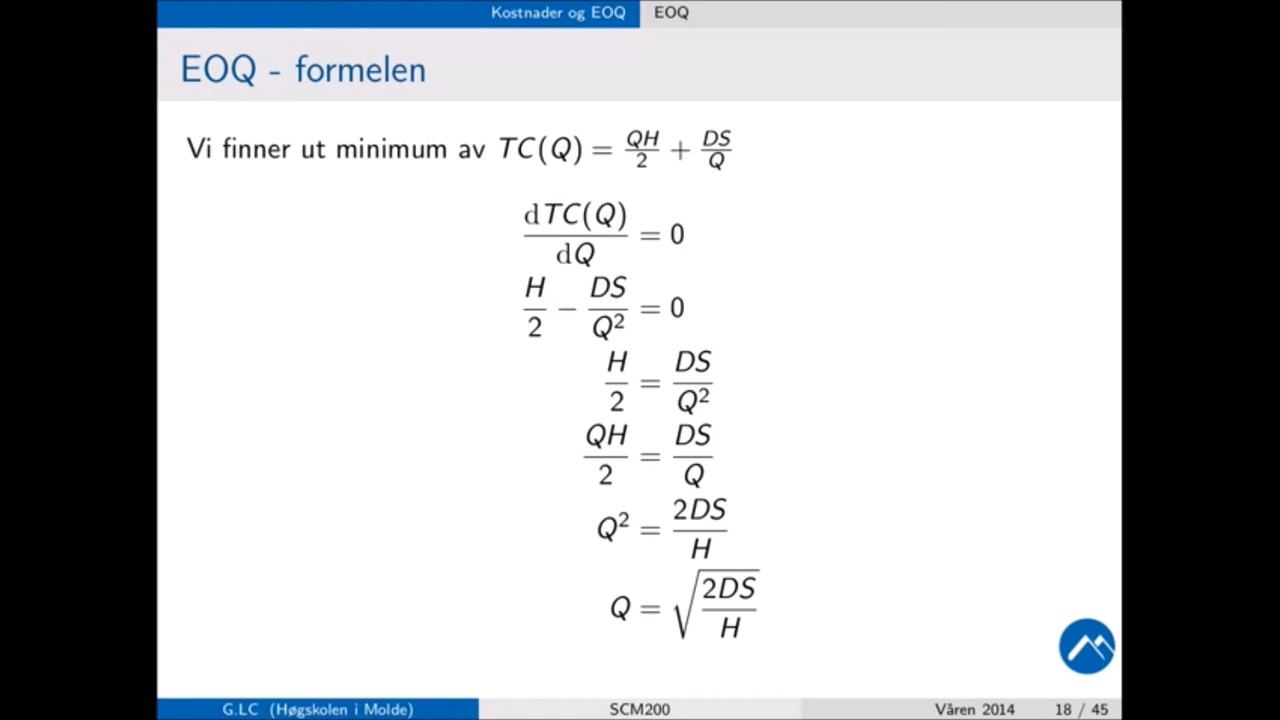 Kostnader og EOQ EOQ
EOQ - formelen
Vi finner ut minimum av TC(Q) = QH/2 + DS/Q
dTC(Q)/dQ = 0
H/2 − DS/Q² = 0
H/2 = DS/Q²
QH/2 = DS/Q
Q² = 2DS/H
Q = √(2DS/H)
G.LC (Høgskolen i Molde) SCM200 Våren 2014 18 / 45